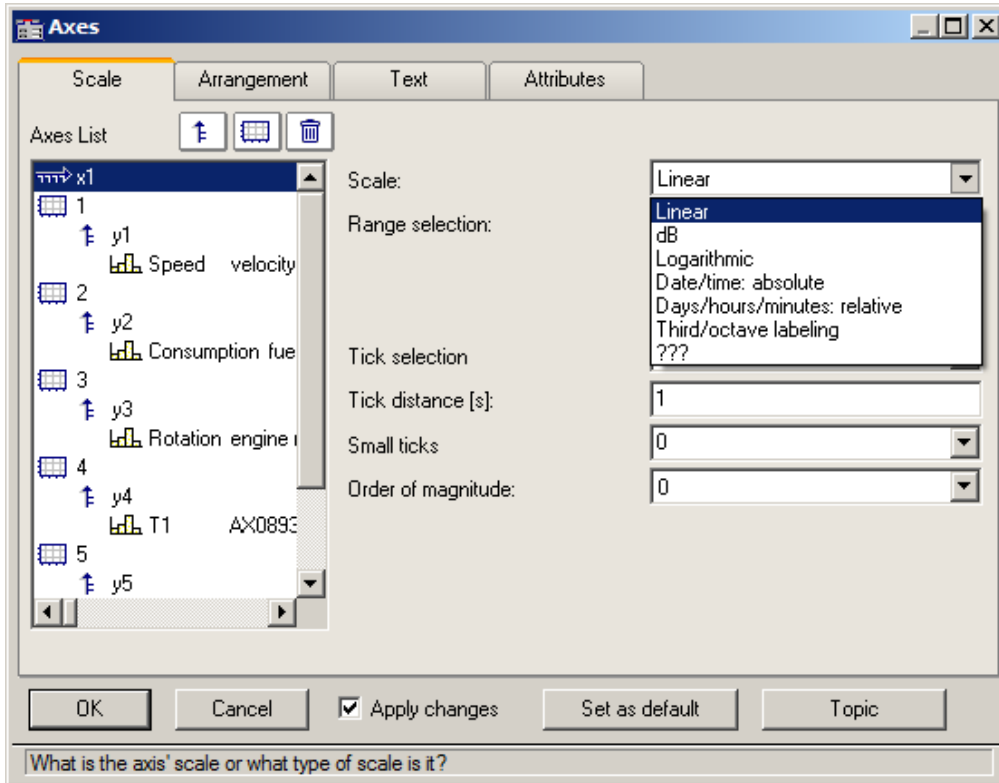 Axes
Scale Arrangement Text Attributes
Axes List
x1
1
y1
Speed velocity
2
y2
Consumption fue
3
y3
Rotation engine
4
y4
T1 AX0893
5
y5
Scale: Linear
Range selection:
Linear
dB
Logarithmic
Date/time: absolute
Days/hours/minutes: relative
Third/octave labeling
???
Tick selection
Tick distance [s]: 1
Small ticks 0
Order of magnitude: 0
OK Cancel Apply changes Set as default Topic
What is the axis' scale or what type of scale is it?